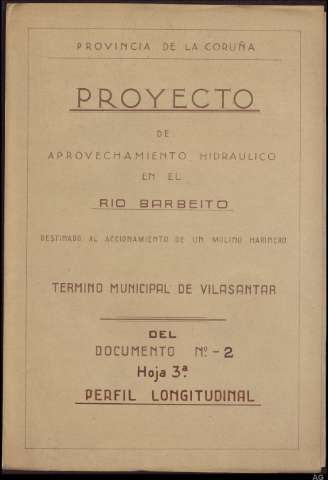 PROVINCIA DE LA CORUÑA
PROYECTO
DE
APROVECHAMIENTO HIDRAULICO
EN EL
RIO BARBEITO
DESTINADO AL ACCIONAMIENTO DE UN MOLINO HARINERO
TERMINO MUNICIPAL DE VILASANTAR
DEL
DOCUMENTO Nº - 2
Hoja 3ª.
PERFIL LONGITUDINAL
AG